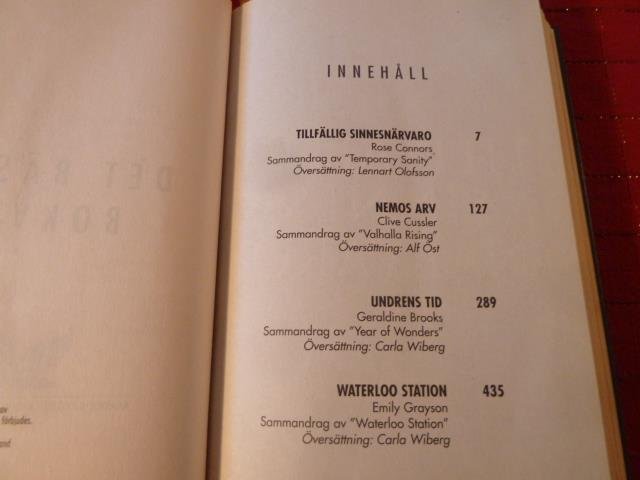 INNEHÅLL
TILLFÄLLIG SINNESNÄRVARO 7
Rose Connors
Sammandrag av "Temporary Sanity"
Översättning: Lennart Olofsson
NEMOS ARV 127
Clive Cussler
Sammandrag av "Valhalla Rising"
Översättning: Alf Öst
UNDRENS TID 289
Geraldine Brooks
Sammandrag av "Year of Wonders"
Översättning: Carla Wiberg
WATERLOO STATION 435
Emily Grayson
Sammandrag av "Waterloo Station"
Översättning: Carla Wiberg
av
förbjudes.